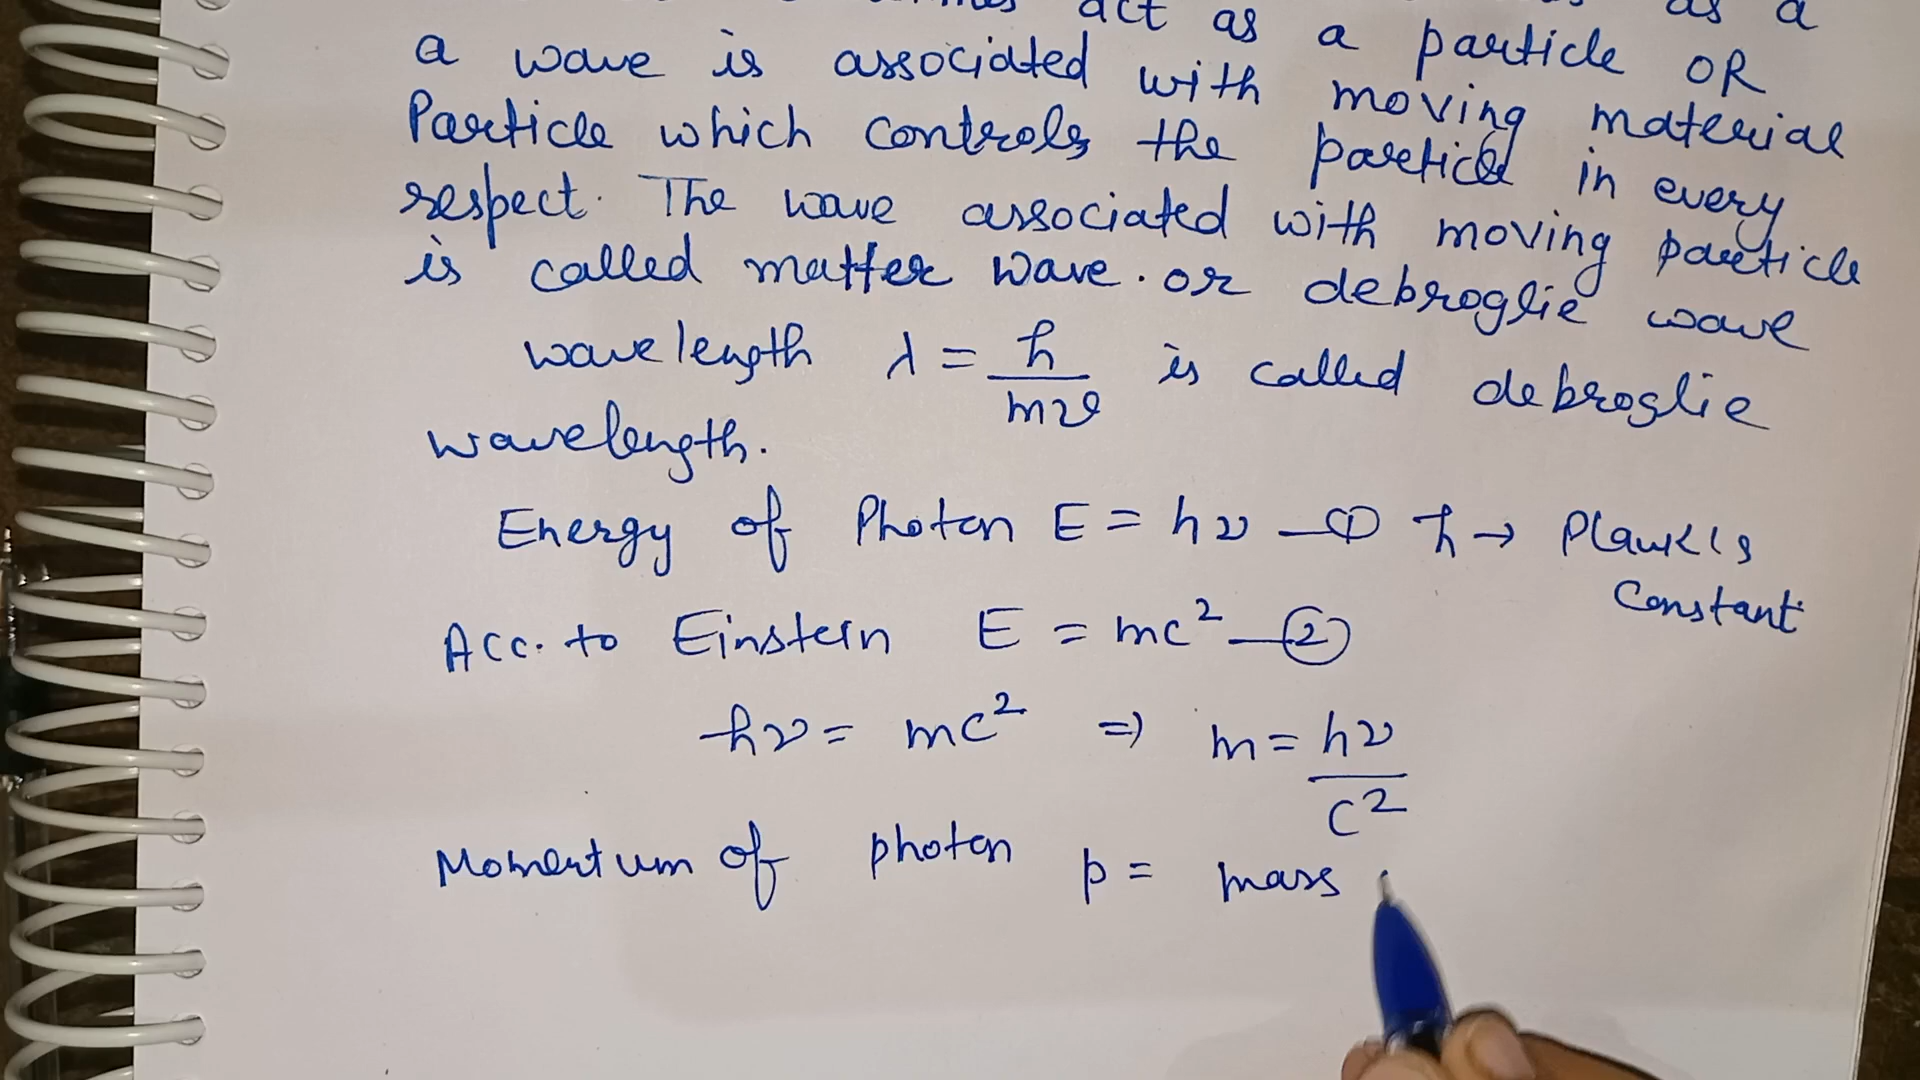 act as a particle OR as a
a wave is associated with moving material
Particle which controls the particle in every
respect. The wave associated with moving particle
is called matter wave. or debroglie wave
wavelength λ = h/mv is called debroglie
wavelength.
Energy of Photon E = hν —① h → Planck's
Constant
Acc. to Einstein E = mc² —②
hν = mc² ⇒ m = hν/c²
Momentum of photon p = mass